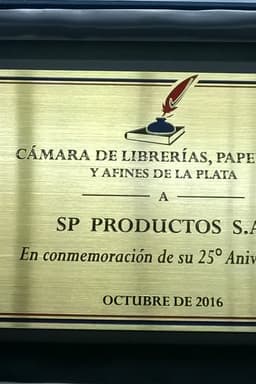 CÁMARA DE LIBRERÍAS, PAPE
Y AFINES DE LA PLATA
A
SP PRODUCTOS S.A
En conmemoración de su 25° Aniv
OCTUBRE DE 2016